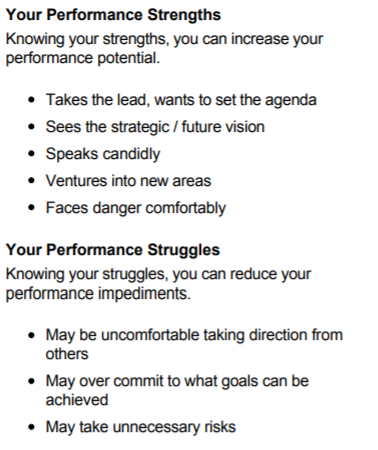 Your Performance Strengths
Knowing your strengths, you can increase your
performance potential.
• Takes the lead, wants to set the agenda
• Sees the strategic / future vision
• Speaks candidly
• Ventures into new areas
• Faces danger comfortably
Your Performance Struggles
Knowing your struggles, you can reduce your
performance impediments.
• May be uncomfortable taking direction from
others
• May over commit to what goals can be
achieved
• May take unnecessary risks